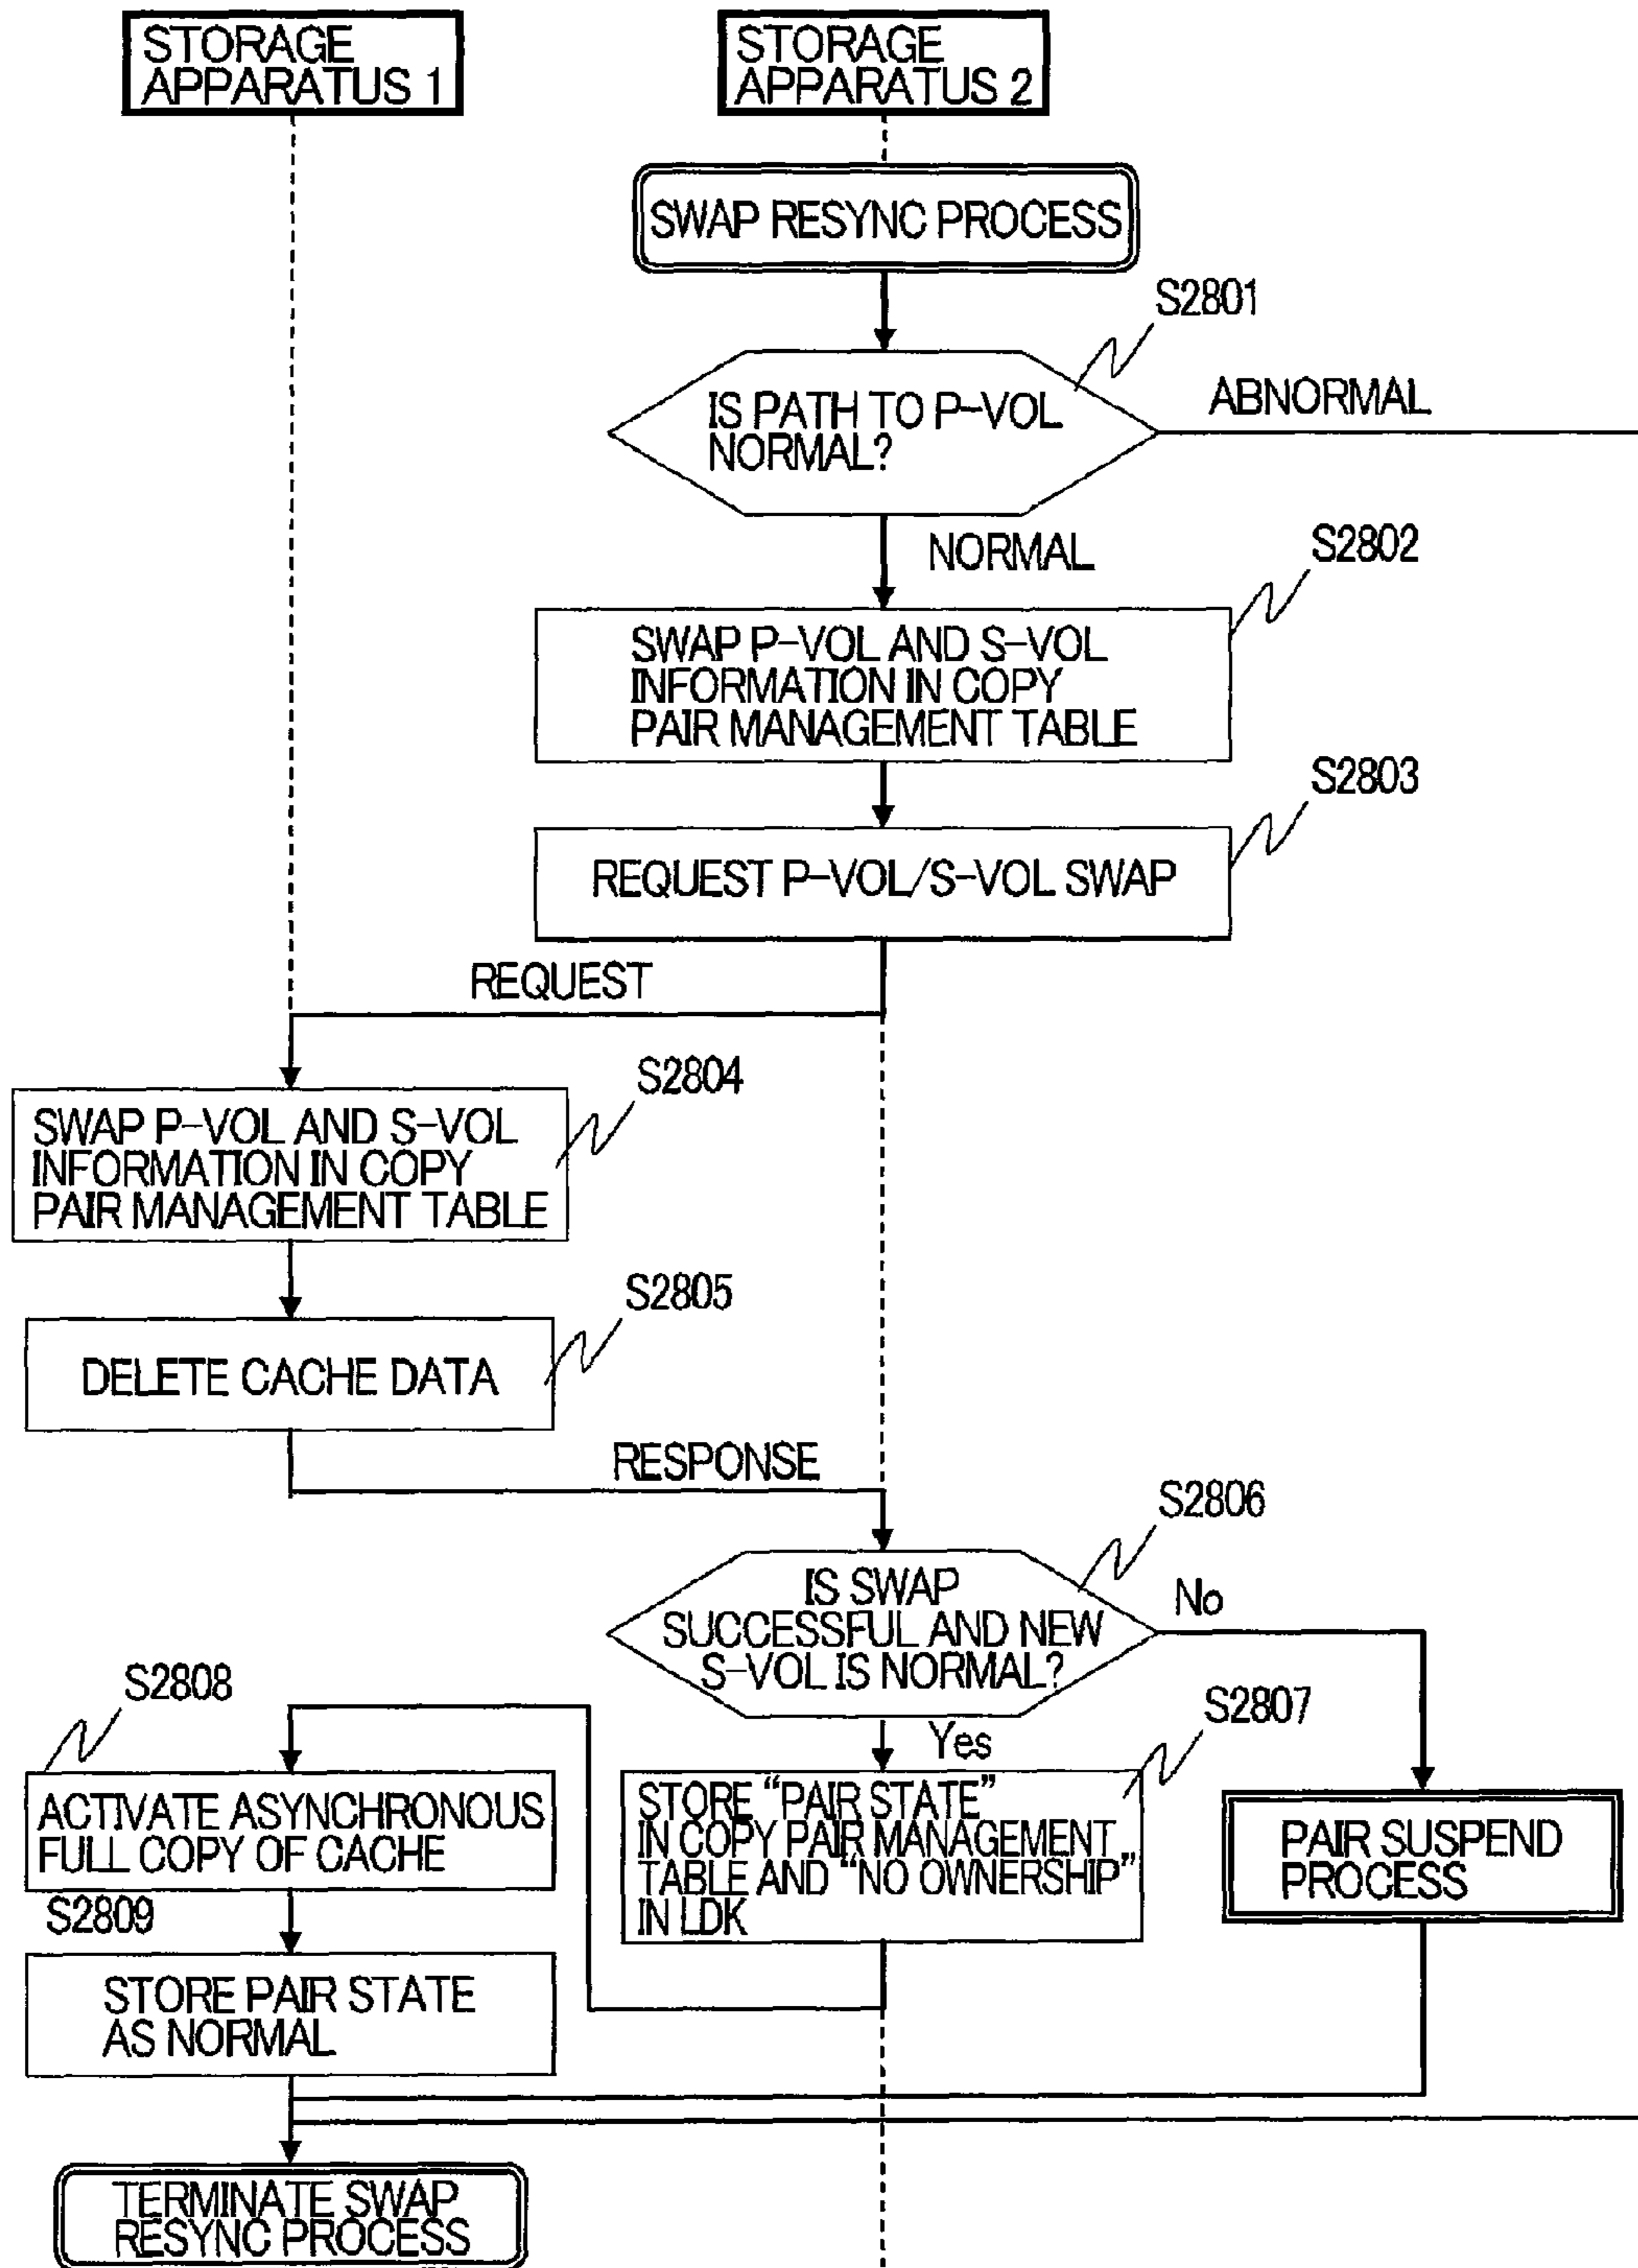 STORAGE
APPARATUS 1
STORAGE
APPARATUS 2
SWAP RESYNC PROCESS
S2801
IS PATH TO P-VOL
NORMAL?
ABNORMAL
NORMAL
S2802
SWAP P-VOL AND S-VOL
INFORMATION IN COPY
PAIR MANAGEMENT TABLE
S2803
REQUEST P-VOL/S-VOL SWAP
REQUEST
S2804
SWAP P-VOL AND S-VOL
INFORMATION IN COPY
PAIR MANAGEMENT TABLE
S2805
DELETE CACHE DATA
RESPONSE
S2806
IS SWAP
SUCCESSFUL AND NEW
S-VOL IS NORMAL?
No
Yes
S2807
STORE “PAIR STATE”
IN COPY PAIR MANAGEMENT
TABLE AND “NO OWNERSHIP”
IN LDK
PAIR SUSPEND
PROCESS
S2808
ACTIVATE ASYNCHRONOUS
FULL COPY OF CACHE
S2809
STORE PAIR STATE
AS NORMAL
TERMINATE SWAP
RESYNC PROCESS